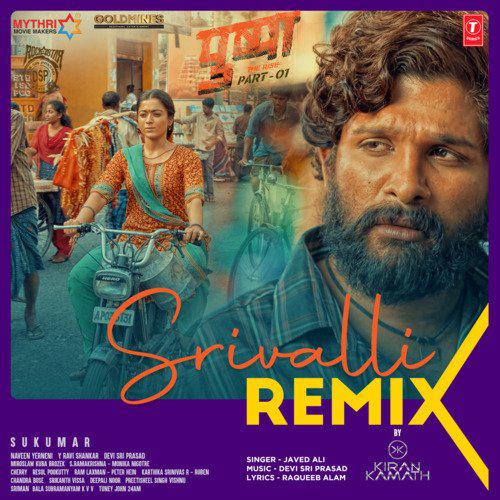 MYTHRI
MOVIE MAKERS
GOLDMINES
पुष्पा
THE RISE
PART-01
T
HERO
Srivalli
REMIX
BY
KIRAN
KAMATH
SINGER - JAVED ALI
MUSIC - DEVI SRI PRASAD
LYRICS - RAQUEEB ALAM
SUKUMAR
NAVEEN YERNENI Y RAVI SHANKAR DEVI SRI PRASAD
MIROSLAW KUBA BROZEK S.RAMAKRISHNA - MONIKA NIGOTRE
CHERRY RESUL POOKUTTY RAM LAXMAN - PETER HEIN KARTHIKA SRINIVAS R - RUBEN
CHANDRA BOSE SRIKANTH VISSA DEEPALI NOOR PREETISHEEL SINGH VISHNU
SRIMAN BALA SUBRAMANYAM K V V TUNEY JOHN 24AM